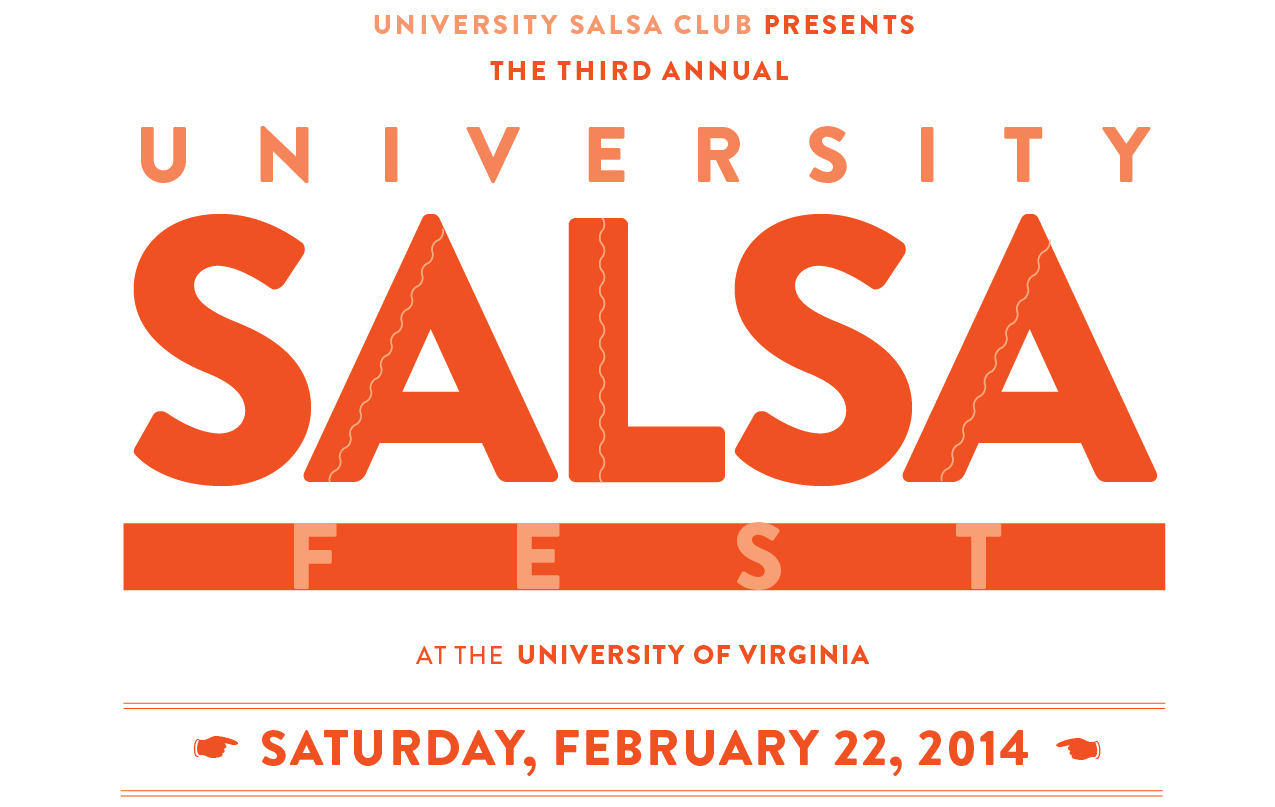 UNIVERSITY SALSA CLUB PRESENTS
THE THIRD ANNUAL
UNIVERSITY
SALSA
FEST
AT THE UNIVERSITY OF VIRGINIA
SATURDAY, FEBRUARY 22, 2014